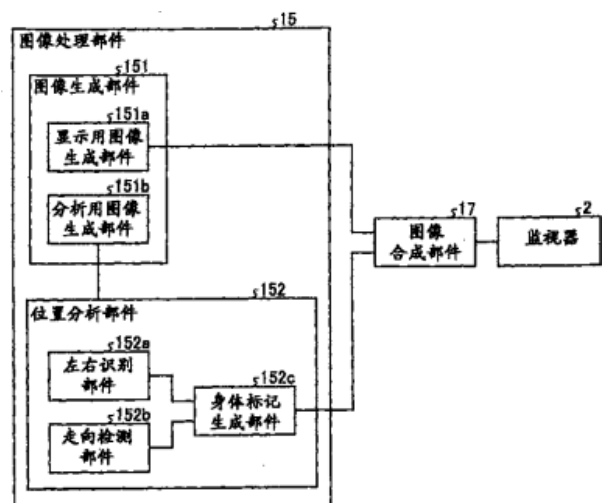 15
图像处理部件
151
图像生成部件
151a
显示用图像
生成部件
151b
分析用图像
生成部件
17
图像
合成部件
2
监视器
152
位置分析部件
152a
左右识别
部件
152c
身体标记
生成部件
152b
走向检测
部件